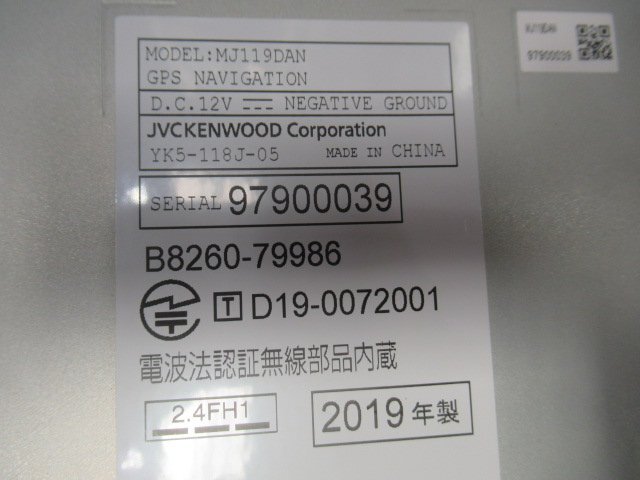 MODEL:MJ119DAN
GPS NAVIGATION
D.C.12V NEGATIVE GROUND
JVCKENWOOD Corporation
YK5-118J-05 MADE IN CHINA
SERIAL 97900039
B8260-79986
T D19-0072001
電波法認証無線部品内蔵
2.4FH1
2019年製
97900039